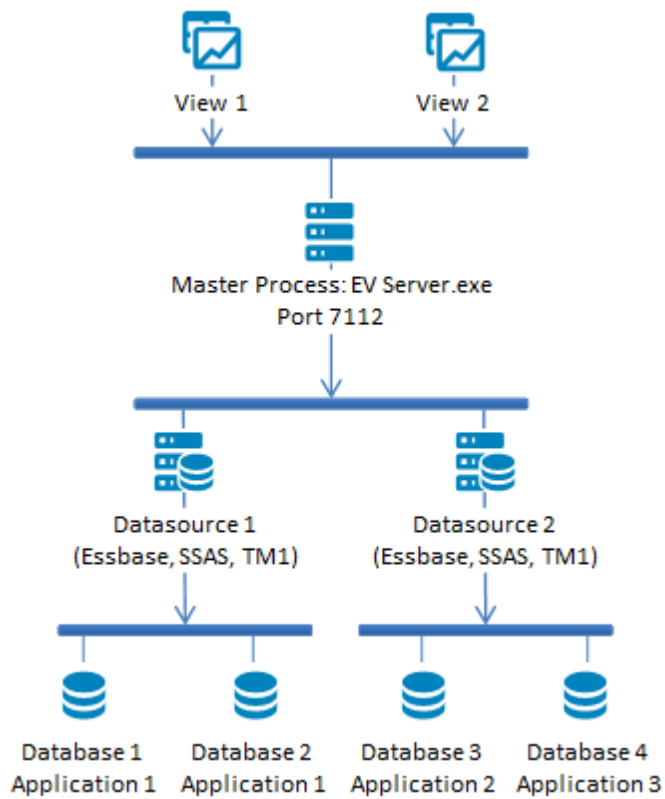 View 1
View 2
Master Process: EV Server.exe
Port 7112
Datasource 1
(Essbase, SSAS, TM1)
Datasource 2
(Essbase, SSAS, TM1)
Database 1
Application 1
Database 2
Application 1
Database 3
Application 2
Database 4
Application 3